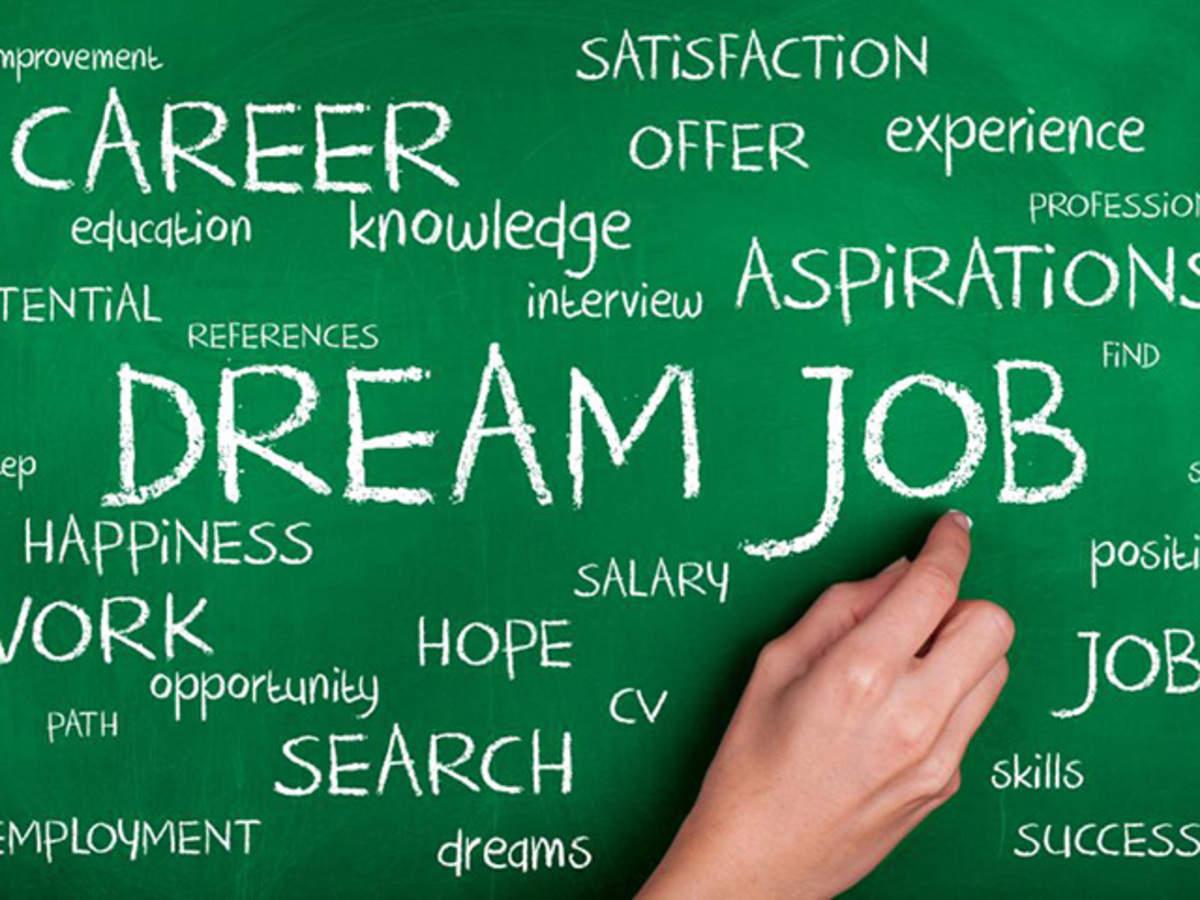 mprovement
SATiSFACTiON
CAREER
OFFER
experience
education
knowledge
PROFESSiON
ASPiRATiONS
TENTiAL
interview
REFERENCES
FiND
DREAM JOB
ep
HAPPiNESS
SALARY
positi
WORK
HOPE
JOB
opportunity
CV
PATH
SEARCH
skills
EMPLOYMENT
dreams
SUCCESS